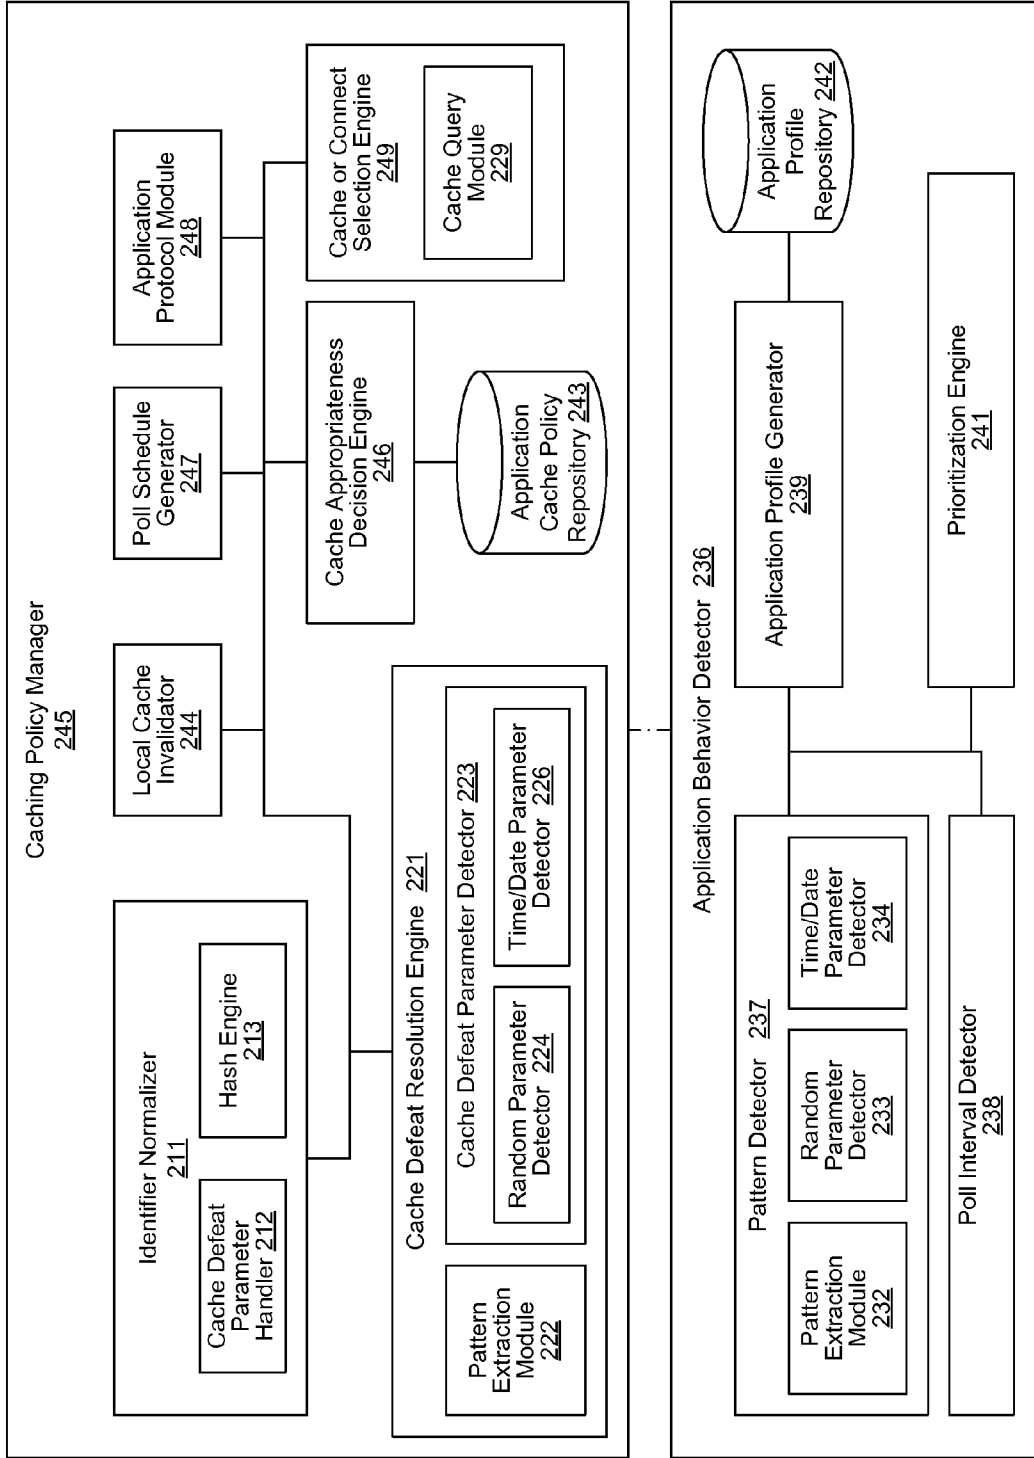 Caching Policy Manager
245
Identifier Normalizer
211
Cache Defeat
Parameter
Handler 212
Hash Engine
213
Local Cache
Invalidator
244
Poll Schedule
Generator
247
Application
Protocol Module
248
Cache Defeat Resolution Engine 221
Pattern
Extraction
Module
222
Cache Defeat Parameter Detector 223
Random Parameter
Detector 224
Time/Date Parameter
Detector 226
Cache Appropriateness
Decision Engine
246
Application
Cache Policy
Repository 243
Cache or Connect
Selection Engine
249
Cache Query
Module
229
Application Behavior Detector 236
Pattern Detector 237
Pattern
Extraction
Module
232
Random
Parameter
Detector
233
Time/Date
Parameter
Detector
234
Application Profile Generator
239
Application
Profile
Repository 242
Poll Interval Detector
238
Prioritization Engine
241